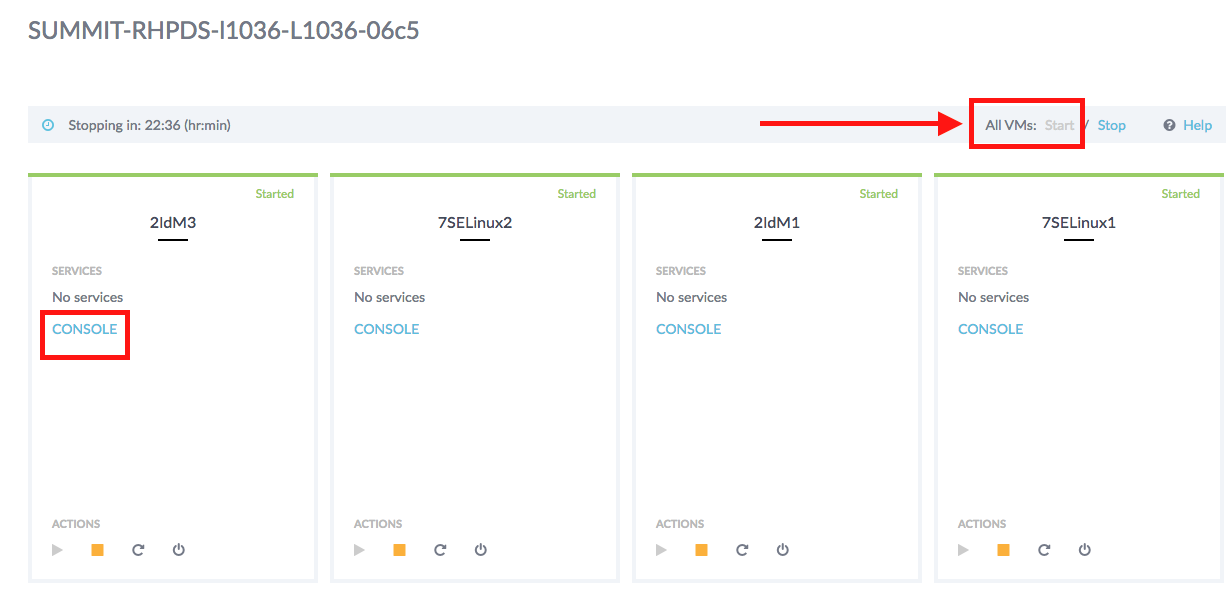 SUMMIT-RHPDS-I1036-L1036-06c5
Stopping in: 22:36 (hr:min) All VMs: Start / Stop Help
Started Started Started Started
2IdM3 7SELinux2 2IdM1 7SELinux1
SERVICES SERVICES SERVICES SERVICES
No services No services No services No services
CONSOLE CONSOLE CONSOLE CONSOLE
ACTIONS ACTIONS ACTIONS ACTIONS